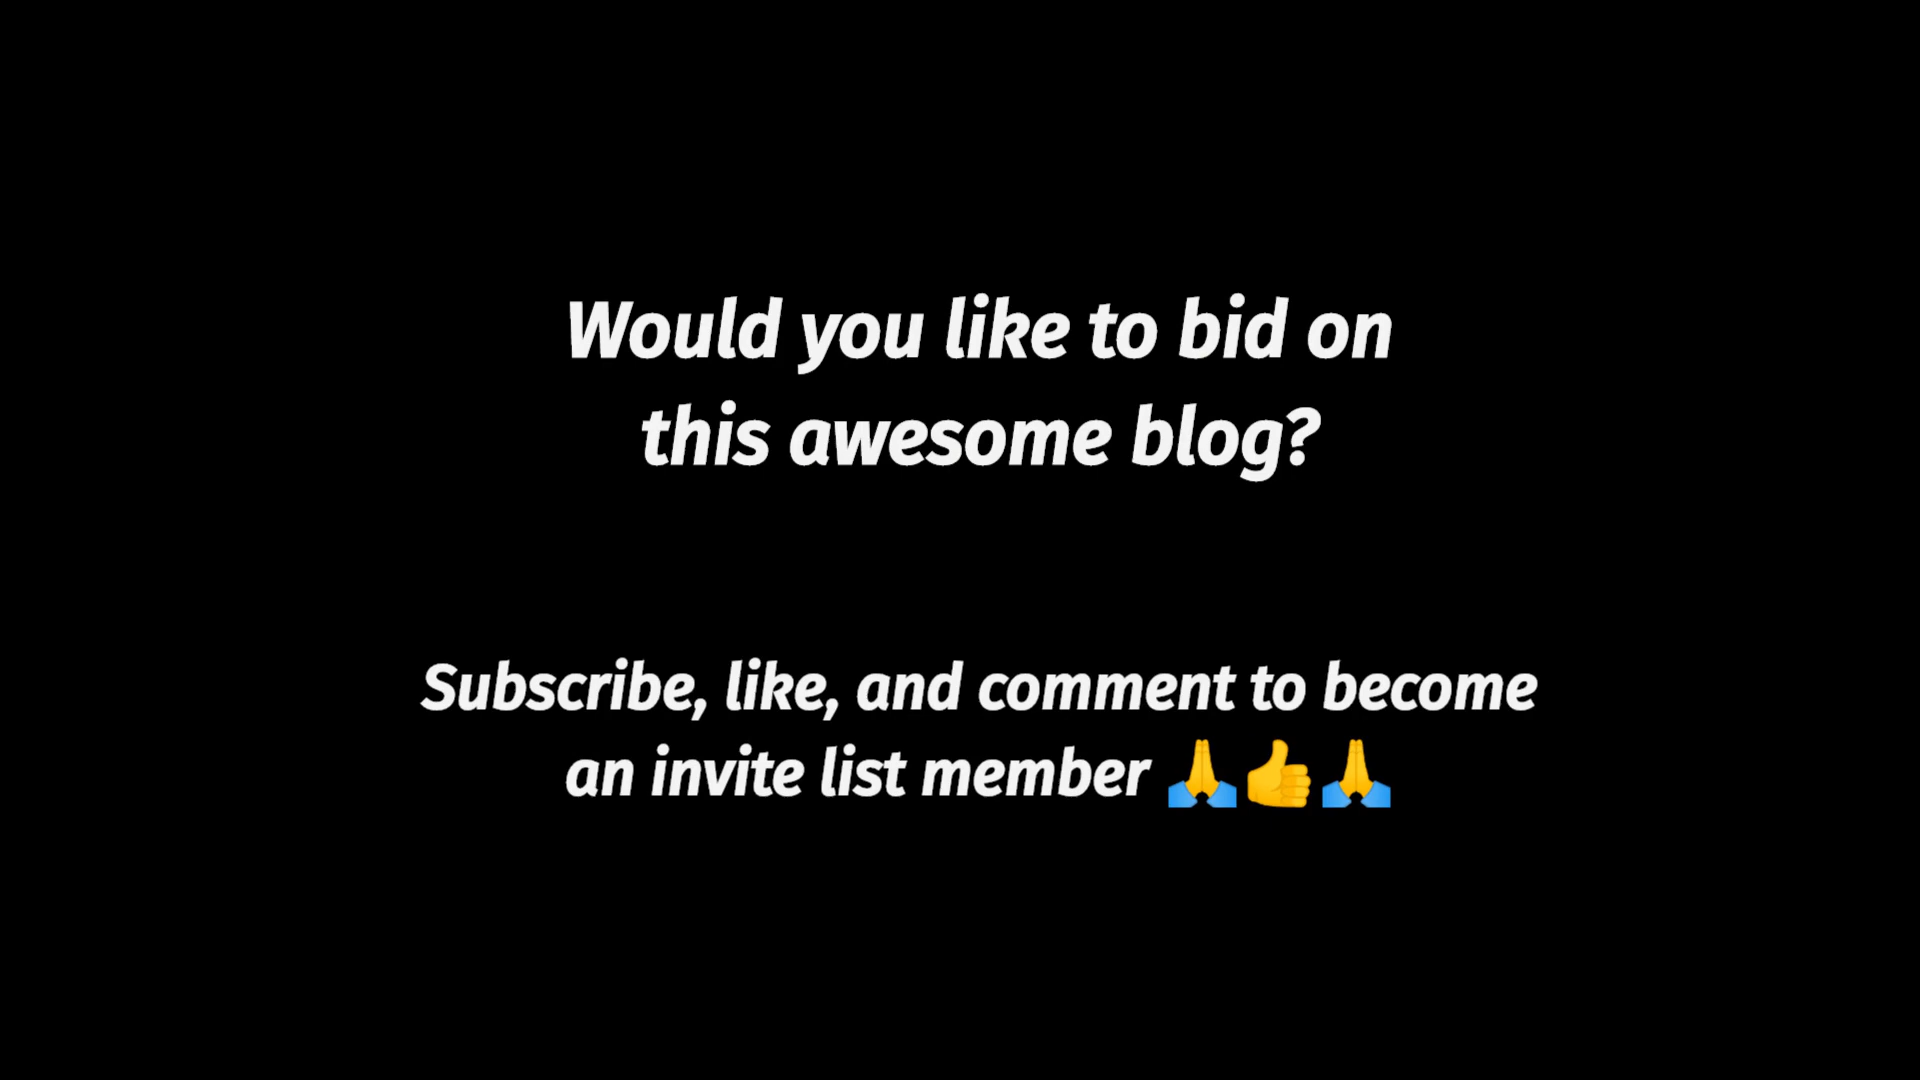 Would you like to bid on
this awesome blog?
Subscribe, like, and comment to become
an invite list member 🙏👍🙏